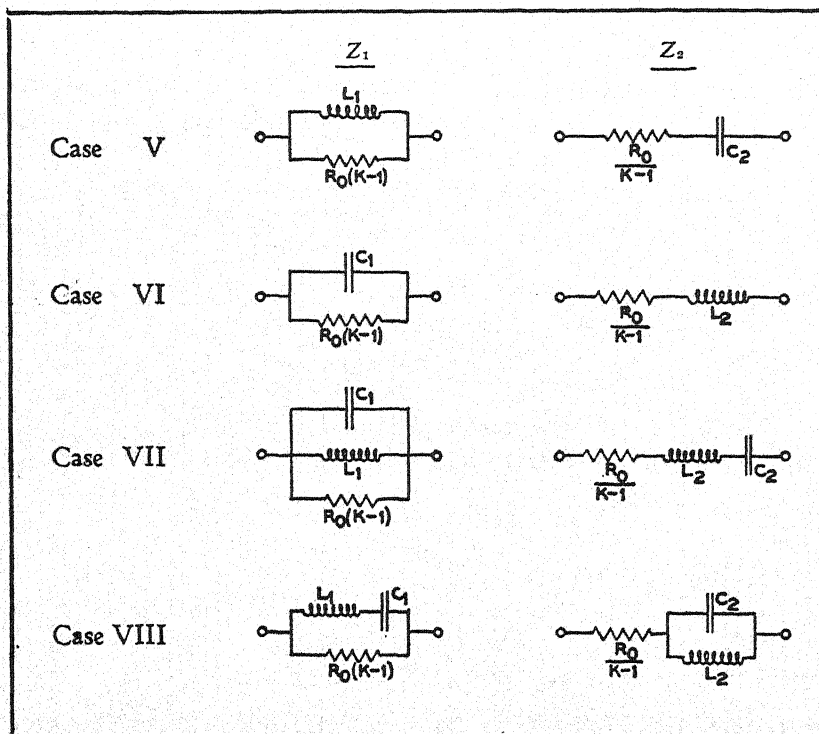 Z₁ Z₂
L₁
Case V
R₀(K-1)
R₀
K-1
C₂
C₁
Case VI
R₀(K-1)
R₀
K-1
L₂
C₁
Case VII
L₁
R₀(K-1)
R₀
K-1
L₂
C₂
L₁ C₁
Case VIII
R₀(K-1)
R₀
K-1
C₂
L₂